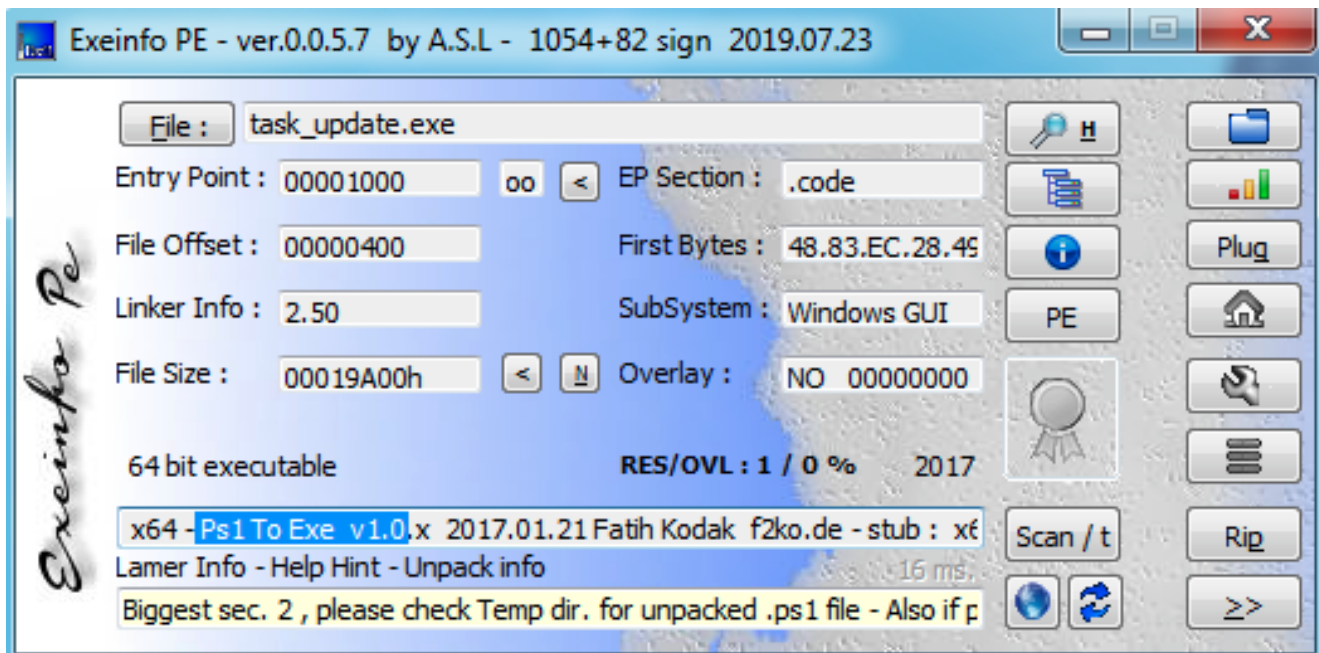 Exeinfo PE - ver.0.0.5.7 by A.S.L - 1054+82 sign 2019.07.23
File : task_update.exe H
Entry Point : 00001000 oo < EP Section : .code
File Offset : 00000400 First Bytes : 48.83.EC.28.49 Plug
Linker Info : 2.50 SubSystem : Windows GUI PE
File Size : 00019A00h < N Overlay : NO 00000000
64 bit executable RES/OVL : 1 / 0 % 2017
x64 - Ps1 To Exe v1.0.x 2017.01.21 Fatih Kodak f2ko.de - stub : x6 Scan / t Rip
Lamer Info - Help Hint - Unpack info 16 ms.
Biggest sec. 2 , please check Temp dir. for unpacked .ps1 file - Also if p >>
Exeinfo Pe